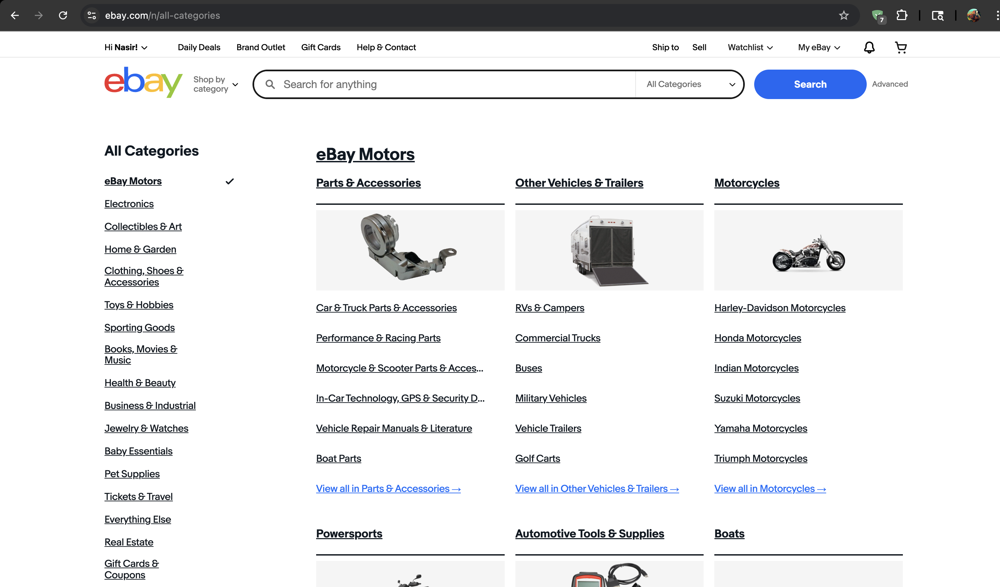 ebay.com/n/all-categories
7
Hi Nasir!
Daily Deals
Brand Outlet
Gift Cards
Help & Contact
Ship to
Sell
Watchlist
My eBay
ebay
Shop by
category
Search for anything
All Categories
Search
Advanced
All Categories
eBay Motors
Electronics
Collectibles & Art
Home & Garden
Clothing, Shoes &
Accessories
Toys & Hobbies
Sporting Goods
Books, Movies &
Music
Health & Beauty
Business & Industrial
Jewelry & Watches
Baby Essentials
Pet Supplies
Tickets & Travel
Everything Else
Real Estate
Gift Cards &
Coupons
eBay Motors
Parts & Accessories
Car & Truck Parts & Accessories
Performance & Racing Parts
Motorcycle & Scooter Parts & Acces...
In-Car Technology, GPS & Security D...
Vehicle Repair Manuals & Literature
Boat Parts
View all in Parts & Accessories →
Other Vehicles & Trailers
RVs & Campers
Commercial Trucks
Buses
Military Vehicles
Vehicle Trailers
Golf Carts
View all in Other Vehicles & Trailers →
Motorcycles
Harley-Davidson Motorcycles
Honda Motorcycles
Indian Motorcycles
Suzuki Motorcycles
Yamaha Motorcycles
Triumph Motorcycles
View all in Motorcycles →
Powersports
Automotive Tools & Supplies
Boats